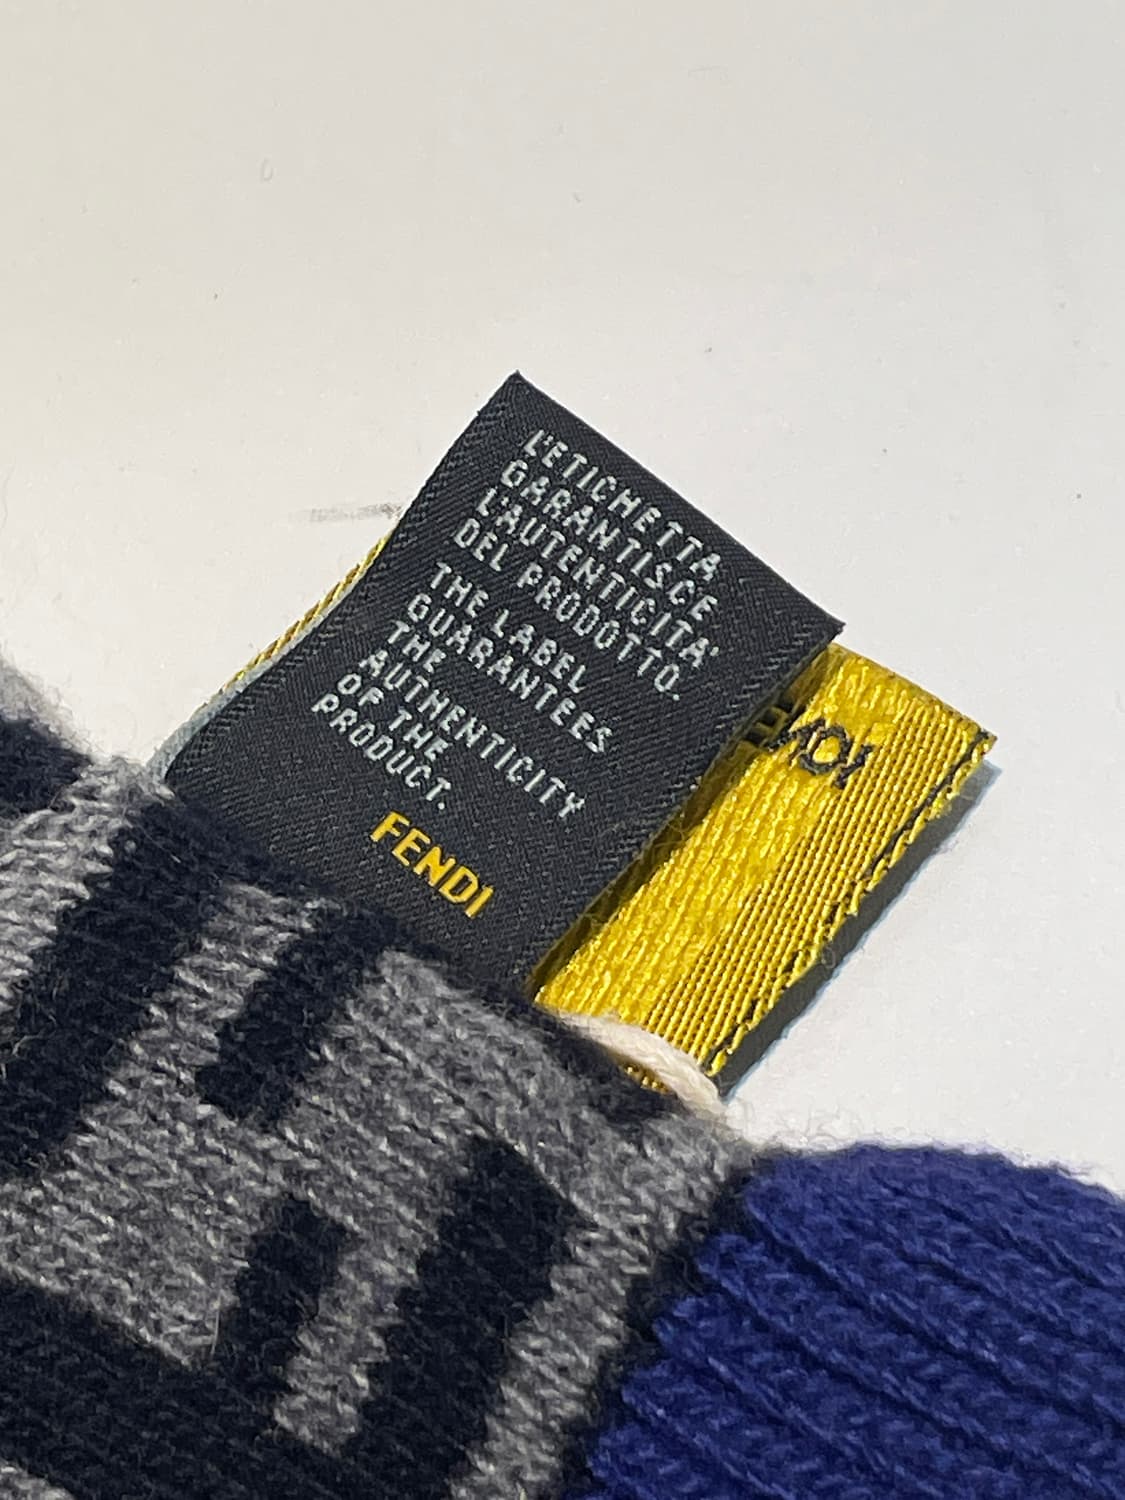 L'ETICHETTA
GARANTISCE
L'AUTENTICITA'
DEL PRODOTTO.
THE LABEL
GUARANTEES
THE
AUTHENTICITY
OF THE
PRODUCT.
FENDI